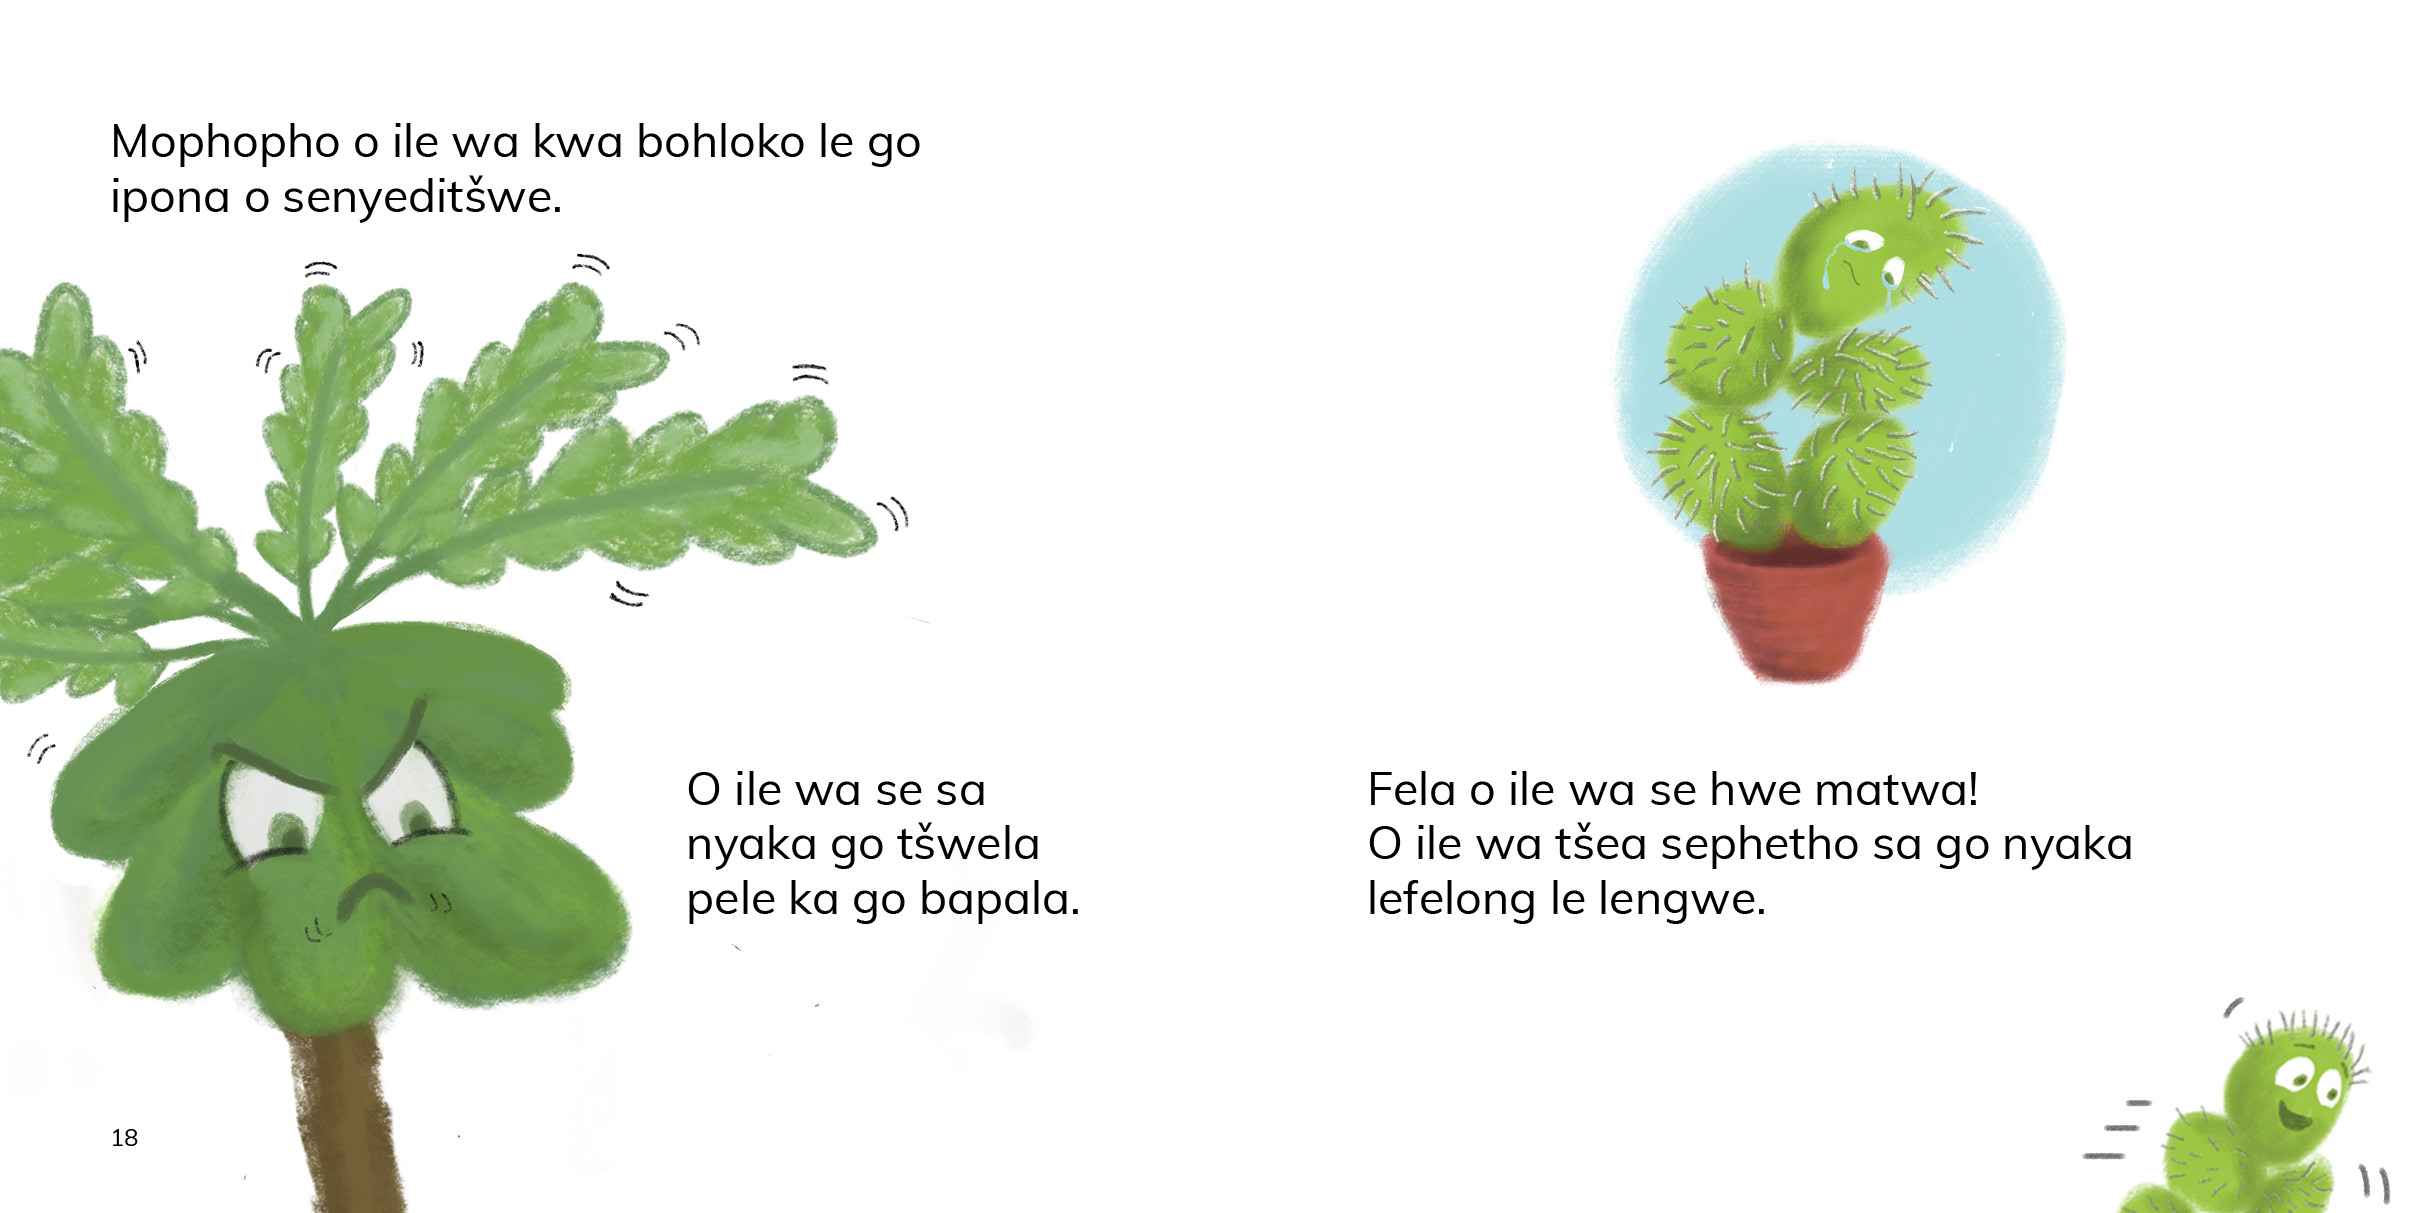 Mophopho o ile wa kwa bohloko le go
ipona o senyeditšwe.
O ile wa se sa
nyaka go tšwela
pele ka go bapala.
18
Fela o ile wa se hwe matwa!
O ile wa tšea sephetho sa go nyaka
lefelong le lengwe.